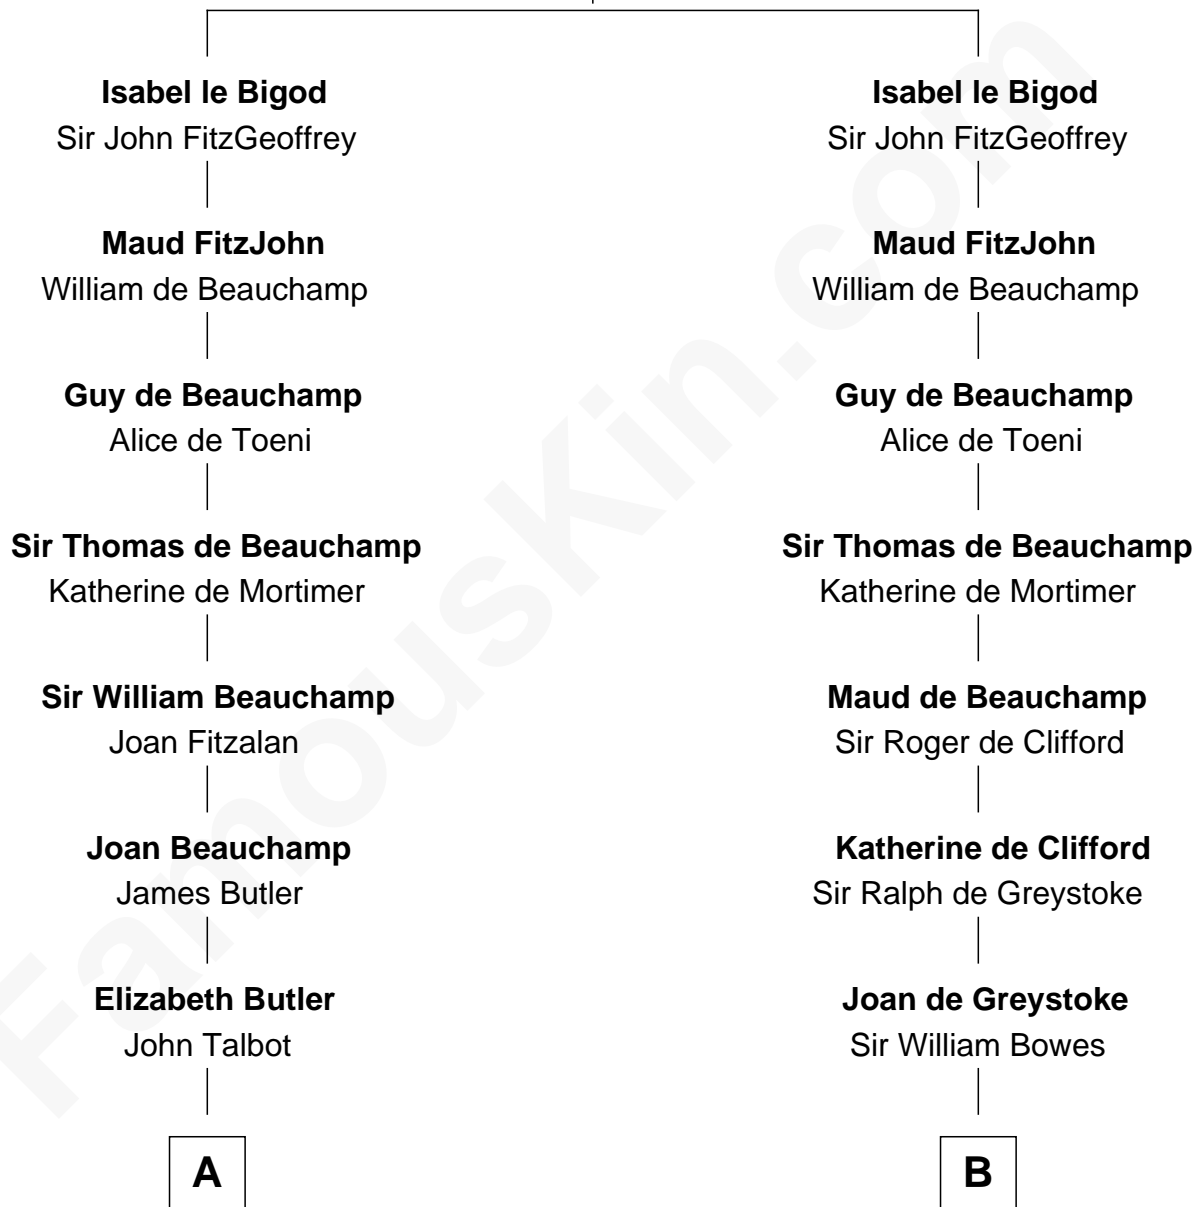 Isabel le Bigod
Sir John FitzGeoffrey
Maud FitzJohn
William de Beauchamp
Guy de Beauchamp
Alice de Toeni
Sir Thomas de Beauchamp
Katherine de Mortimer
Sir William Beauchamp
Joan Fitzalan
Joan Beauchamp
James Butler
Elizabeth Butler
John Talbot
A
Isabel le Bigod
Sir John FitzGeoffrey
Maud FitzJohn
William de Beauchamp
Guy de Beauchamp
Alice de Toeni
Sir Thomas de Beauchamp
Katherine de Mortimer
Maud de Beauchamp
Sir Roger de Clifford
Katherine de Clifford
Sir Ralph de Greystoke
Joan de Greystoke
Sir William Bowes
B
FamousKin.com